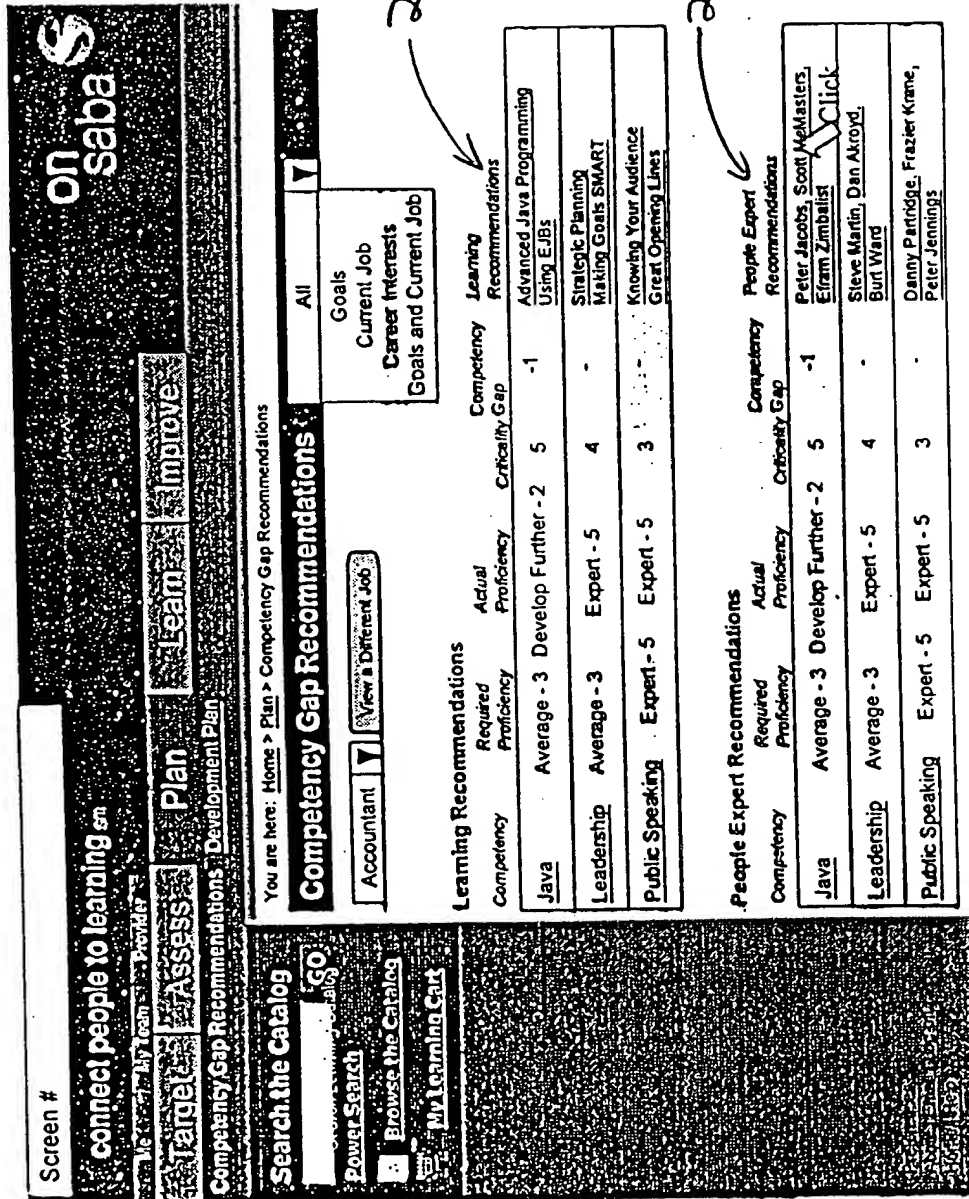 Screen #
on
saba
connect people to learning sm
Me My Team Provider
Target Assess Plan Learn Improve
Competency Gap Recommendations Development Plan
Search the Catalog
GO
Power Search
Browse the Catalog
My Learning Cart
You are here: Home > Plan > Competency Gap Recommendations
Competency Gap Recommendations
All
Goals
Current Job
Career Interests
Goals and Current Job
Accountant View a Different Job
Learning Recommendations
Competency Required Proficiency Actual Proficiency Criticality Competency Gap Learning Recommendations
Java Average - 3 Develop Further - 2 5 -1 Advanced Java Programming
Using EJBs
Leadership Average - 3 Expert - 5 4 - Strategic Planning
Making Goals SMART
Public Speaking Expert - 5 Expert - 5 3 - Knowing Your Audience
Great Opening Lines
People Expert Recommendations
Competency Required Proficiency Actual Proficiency Criticality Competency Gap People Expert Recommendations
Java Average - 3 Develop Further - 2 5 -1 Peter Jacobs, Scott McMasters,
Efram Zimbalist Click
Leadership Average - 3 Expert - 5 4 - Steve Martin, Dan Akroyd,
Burt Ward
Public Speaking Expert - 5 Expert - 5 3 - Danny Partridge, Frazier Krane,
Peter Jennings